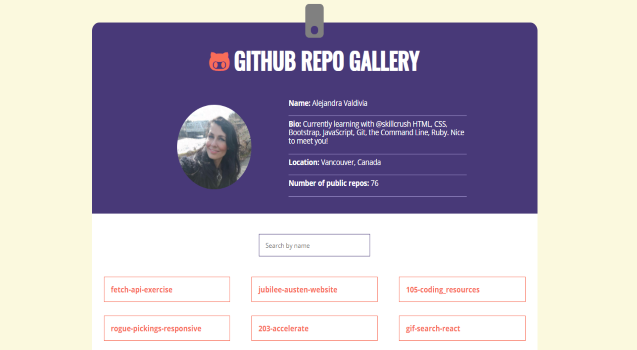 GITHUB REPO GALLERY
Name: Alejandra Valdivia
Bio: Currently learning with @skillcrush HTML, CSS,
Bootstrap, JavaScript, Git, the Command Line, Ruby. Nice
to meet you!
Location: Vancouver, Canada
Number of public repos: 76
Search by name
fetch-api-exercise
jubilee-austen-website
105-coding_resources
rogue-pickings-responsive
203-accelerate
gif-search-react